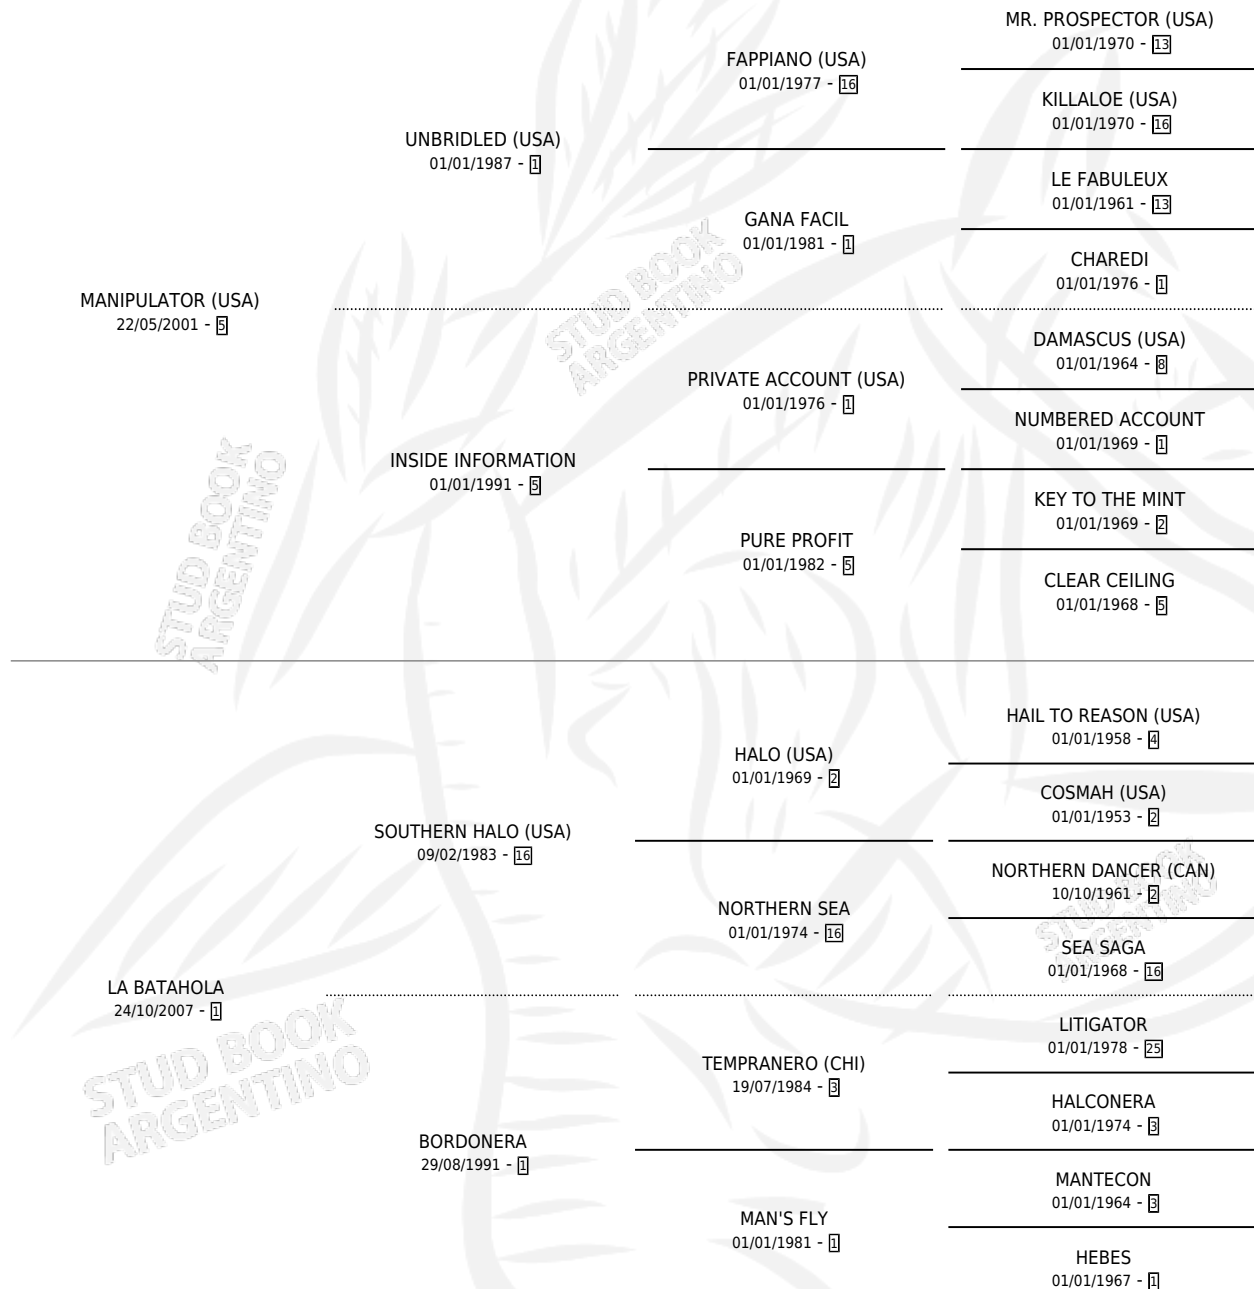 MR. PROSPECTOR (USA)
01/01/1970 - 13
FAPPIANO (USA)
01/01/1977 - 16
KILLALOE (USA)
01/01/1970 - 16
UNBRIDLED (USA)
01/01/1987 - 1
LE FABULEUX
01/01/1961 - 13
GANA FACIL
01/01/1981 - 1
CHAREDI
01/01/1976 - 1
MANIPULATOR (USA)
22/05/2001 - 5
DAMASCUS (USA)
01/01/1964 - 8
PRIVATE ACCOUNT (USA)
01/01/1976 - 1
NUMBERED ACCOUNT
01/01/1969 - 1
INSIDE INFORMATION
01/01/1991 - 5
KEY TO THE MINT
01/01/1969 - 2
PURE PROFIT
01/01/1982 - 5
CLEAR CEILING
01/01/1968 - 5
HAIL TO REASON (USA)
01/01/1958 - 4
HALO (USA)
01/01/1969 - 2
COSMAH (USA)
01/01/1953 - 2
SOUTHERN HALO (USA)
09/02/1983 - 16
NORTHERN DANCER (CAN)
10/10/1961 - 2
NORTHERN SEA
01/01/1974 - 16
SEA SAGA
01/01/1968 - 16
LA BATAHOLA
24/10/2007 - 1
LITIGATOR
01/01/1978 - 25
TEMPRANERO (CHI)
19/07/1984 - 3
HALCONERA
01/01/1974 - 3
BORDONERA
29/08/1991 - 1
MANTECON
01/01/1964 - 3
MAN'S FLY
01/01/1981 - 1
HEBES
01/01/1967 - 1
STUD BOOK
ARGENTINO
STUD BOOK
ARGENTINO
STUD BOOK
ARGENTINO
STUD BOOK
ARGENTINO